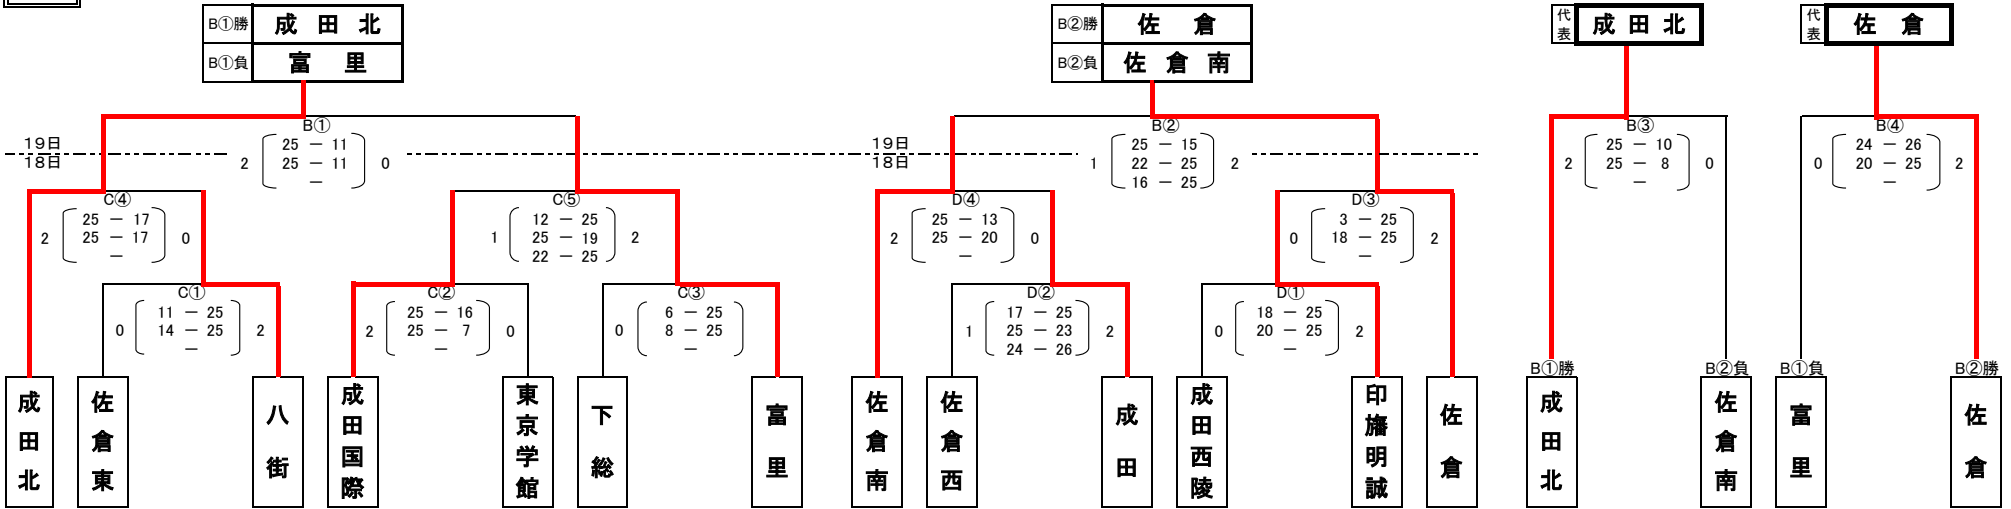 B①勝 成田北
B①負 富里
B②勝 佐倉
B②負 佐倉南
代表 成田北
代表 佐倉
19日
18日
B①
2 25 － 11 0
25 － 11
－
19日
18日
B②
1 25 － 15 2
22 － 25
16 － 25
B③
2 25 － 10 0
25 － 8
－
B④
0 24 － 26 2
20 － 25
－
C④
2 25 － 17 0
25 － 17
－
C⑤
1 12 － 25 2
25 － 19
22 － 25
D④
2 25 － 13 0
25 － 20
－
D③
0 3 － 25 2
18 － 25
－
C①
0 11 － 25 2
14 － 25
－
C②
2 25 － 16 0
25 － 7
－
C③
0 6 － 25
8 － 25
－
D②
1 17 － 25 2
25 － 23
24 － 26
D①
0 18 － 25 2
20 － 25
－
B①勝
B②負
B①負
B②勝
成田北
佐倉東
八街
成田国際
東京学館
下総
富里
佐倉南
佐倉西
成田
成田西陵
印旛明誠
佐倉
成田北
佐倉南
富里
佐倉